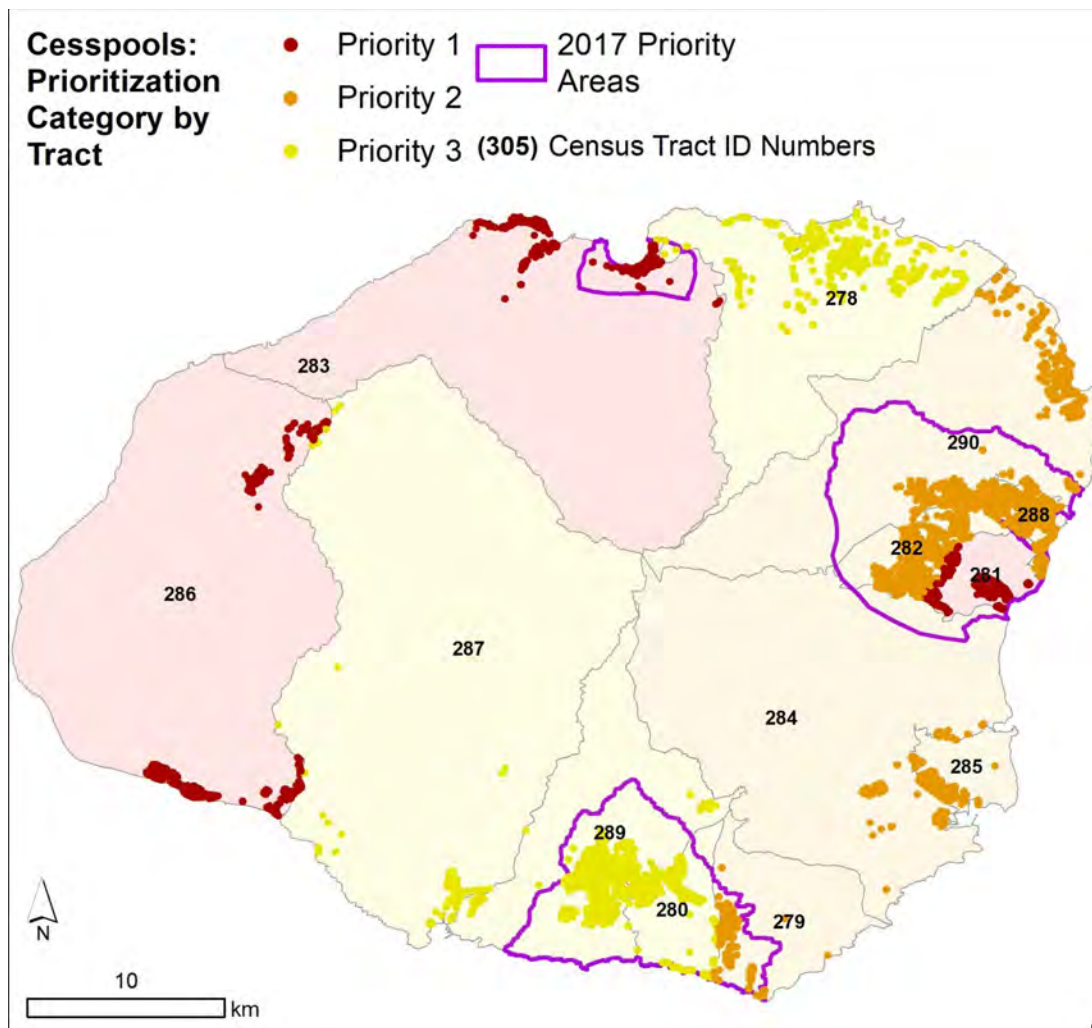 Cesspools:
Prioritization
Category by
Tract
Priority 1
Priority 2
Priority 3
2017 Priority
Areas
(305) Census Tract ID Numbers
278
283
290
288
282
281
286
287
284
285
289
280
279
N
10
km